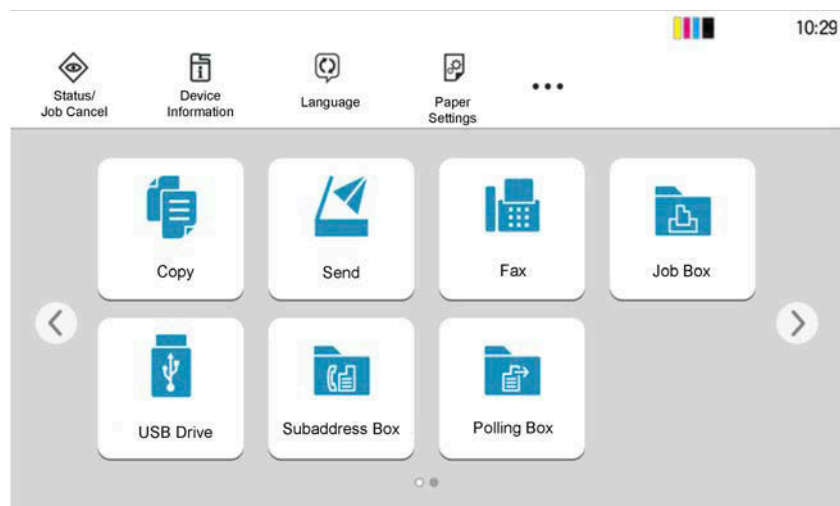 10:29
Status/
Job Cancel
Device
Information
Language
Paper
Settings
Copy
Send
Fax
Job Box
USB Drive
Subaddress Box
Polling Box